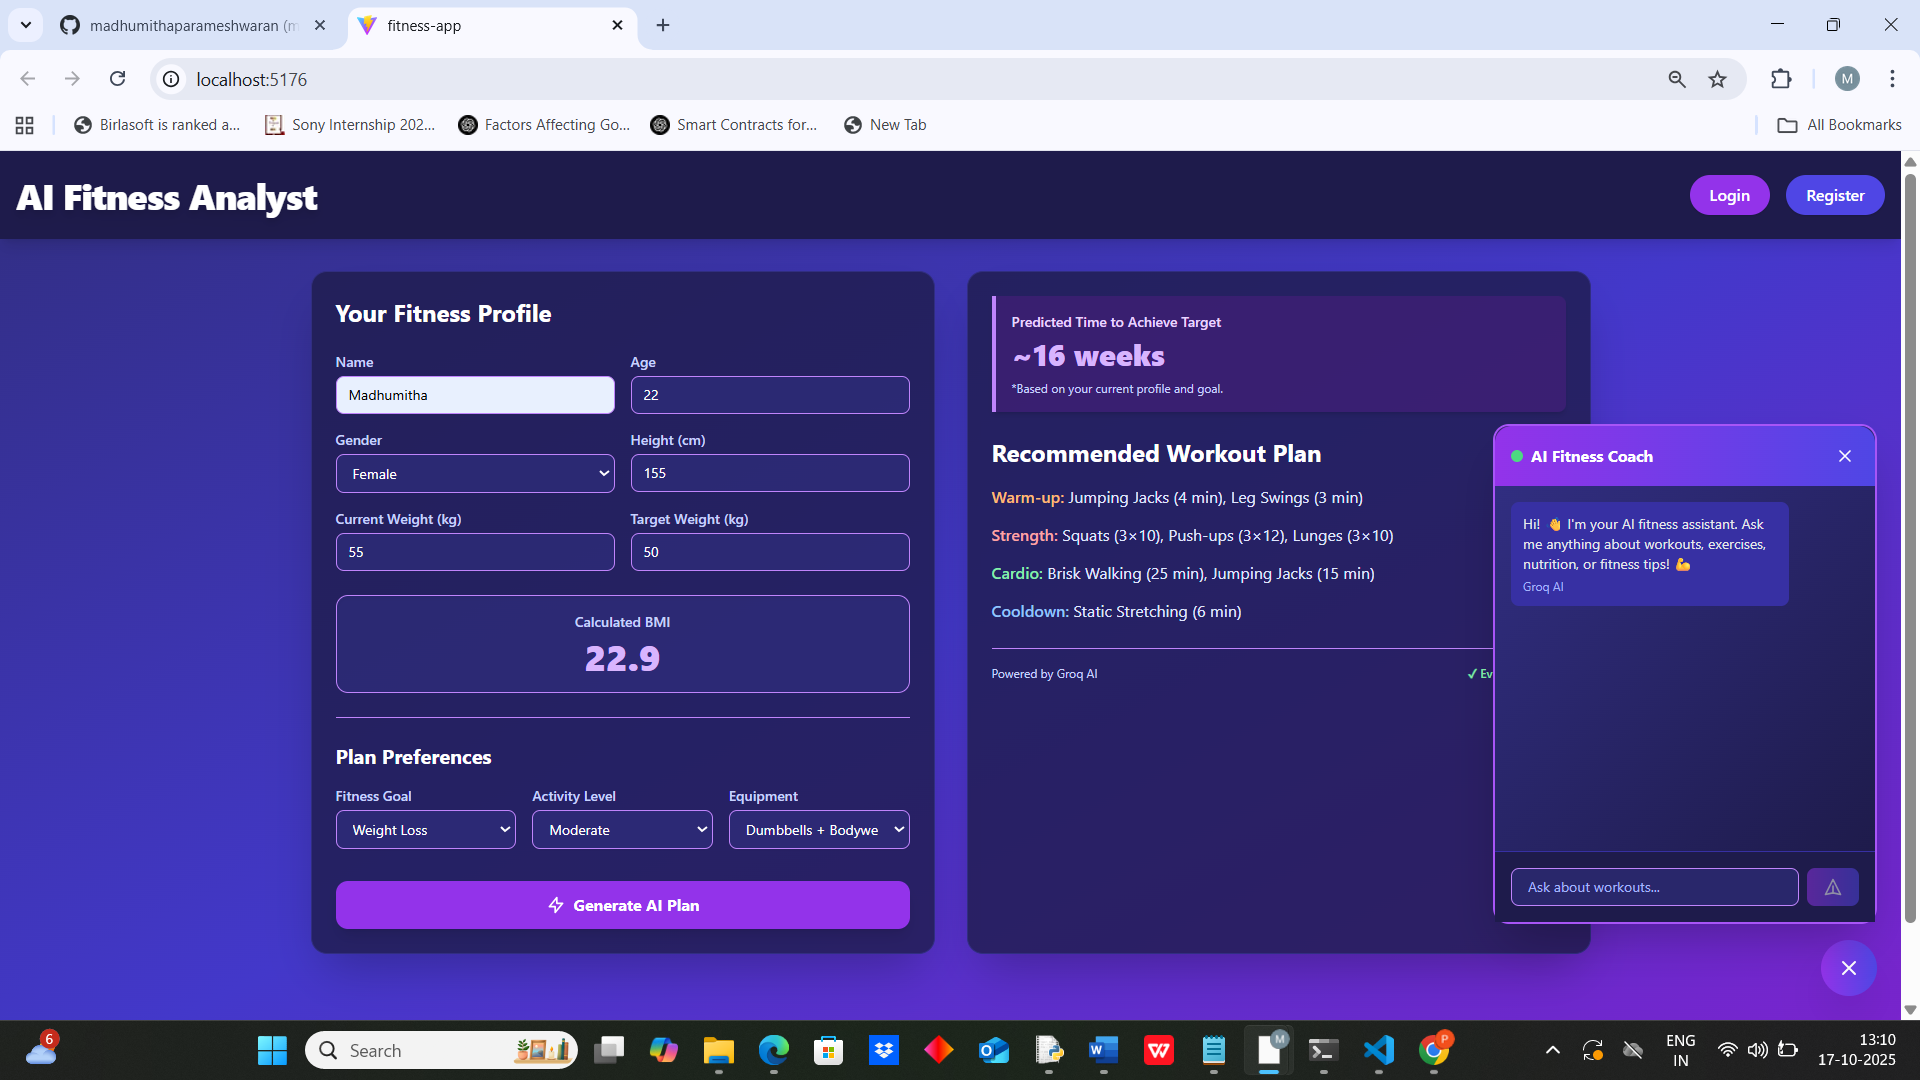 madhumithaparameshwaran (m
fitness-app
localhost:5176
M
Birlasoft is ranked a...
Sony Internship 202...
Factors Affecting Go...
Smart Contracts for...
New Tab
All Bookmarks
AI Fitness Analyst
Login
Register
Your Fitness Profile
Name
Age
Madhumitha
22
Gender
Height (cm)
Female
155
Current Weight (kg)
Target Weight (kg)
55
50
Calculated BMI
22.9
Plan Preferences
Fitness Goal
Activity Level
Equipment
Weight Loss
Moderate
Dumbbells + Bodywe
Generate AI Plan
Predicted Time to Achieve Target
~16 weeks
*Based on your current profile and goal.
Recommended Workout Plan
Warm-up: Jumping Jacks (4 min), Leg Swings (3 min)
Strength: Squats (3×10), Push-ups (3×12), Lunges (3×10)
Cardio: Brisk Walking (25 min), Jumping Jacks (15 min)
Cooldown: Static Stretching (6 min)
Powered by Groq AI
✓ Ev
AI Fitness Coach
Hi! 👋 I'm your AI fitness assistant. Ask
me anything about workouts, exercises,
nutrition, or fitness tips! 💪
Groq AI
Ask about workouts...
6
Search
M
P
ENG
IN
13:10
17-10-2025